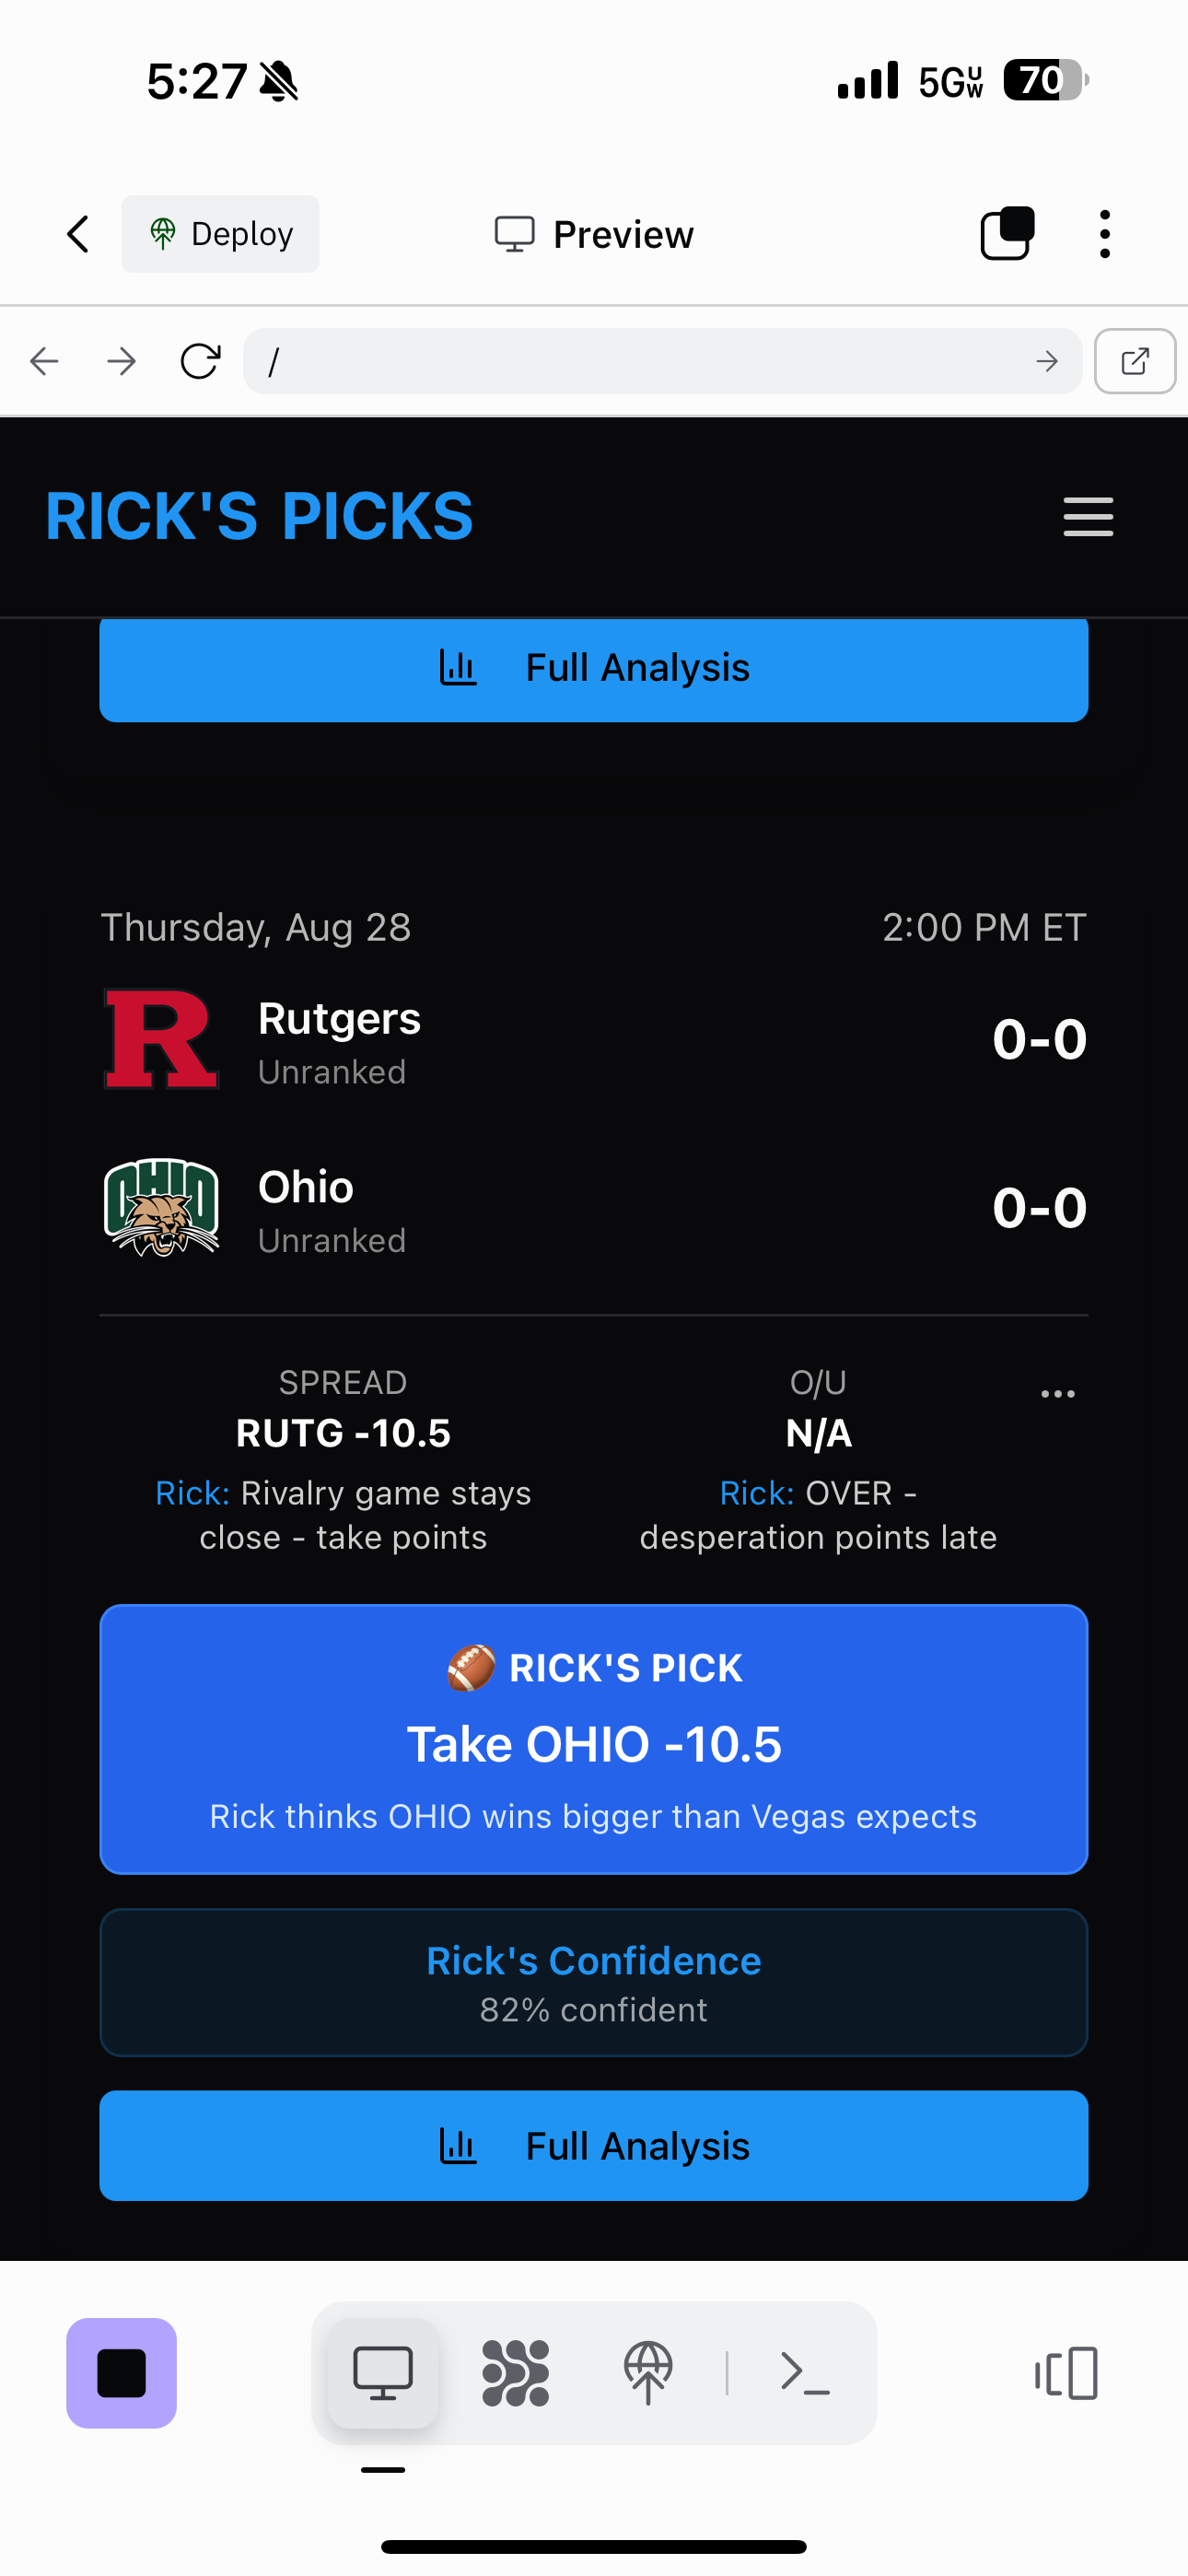 5:27
5G UW
70
Deploy
Preview
/
RICK'S PICKS
Full Analysis
Thursday, Aug 28
2:00 PM ET
R
Rutgers
0-0
Unranked
OHIO
Ohio
0-0
Unranked
SPREAD
O/U
RUTG -10.5
N/A
Rick: Rivalry game stays
close - take points
Rick: OVER -
desperation points late
🏈 RICK'S PICK
Take OHIO -10.5
Rick thinks OHIO wins bigger than Vegas expects
Rick's Confidence
82% confident
Full Analysis